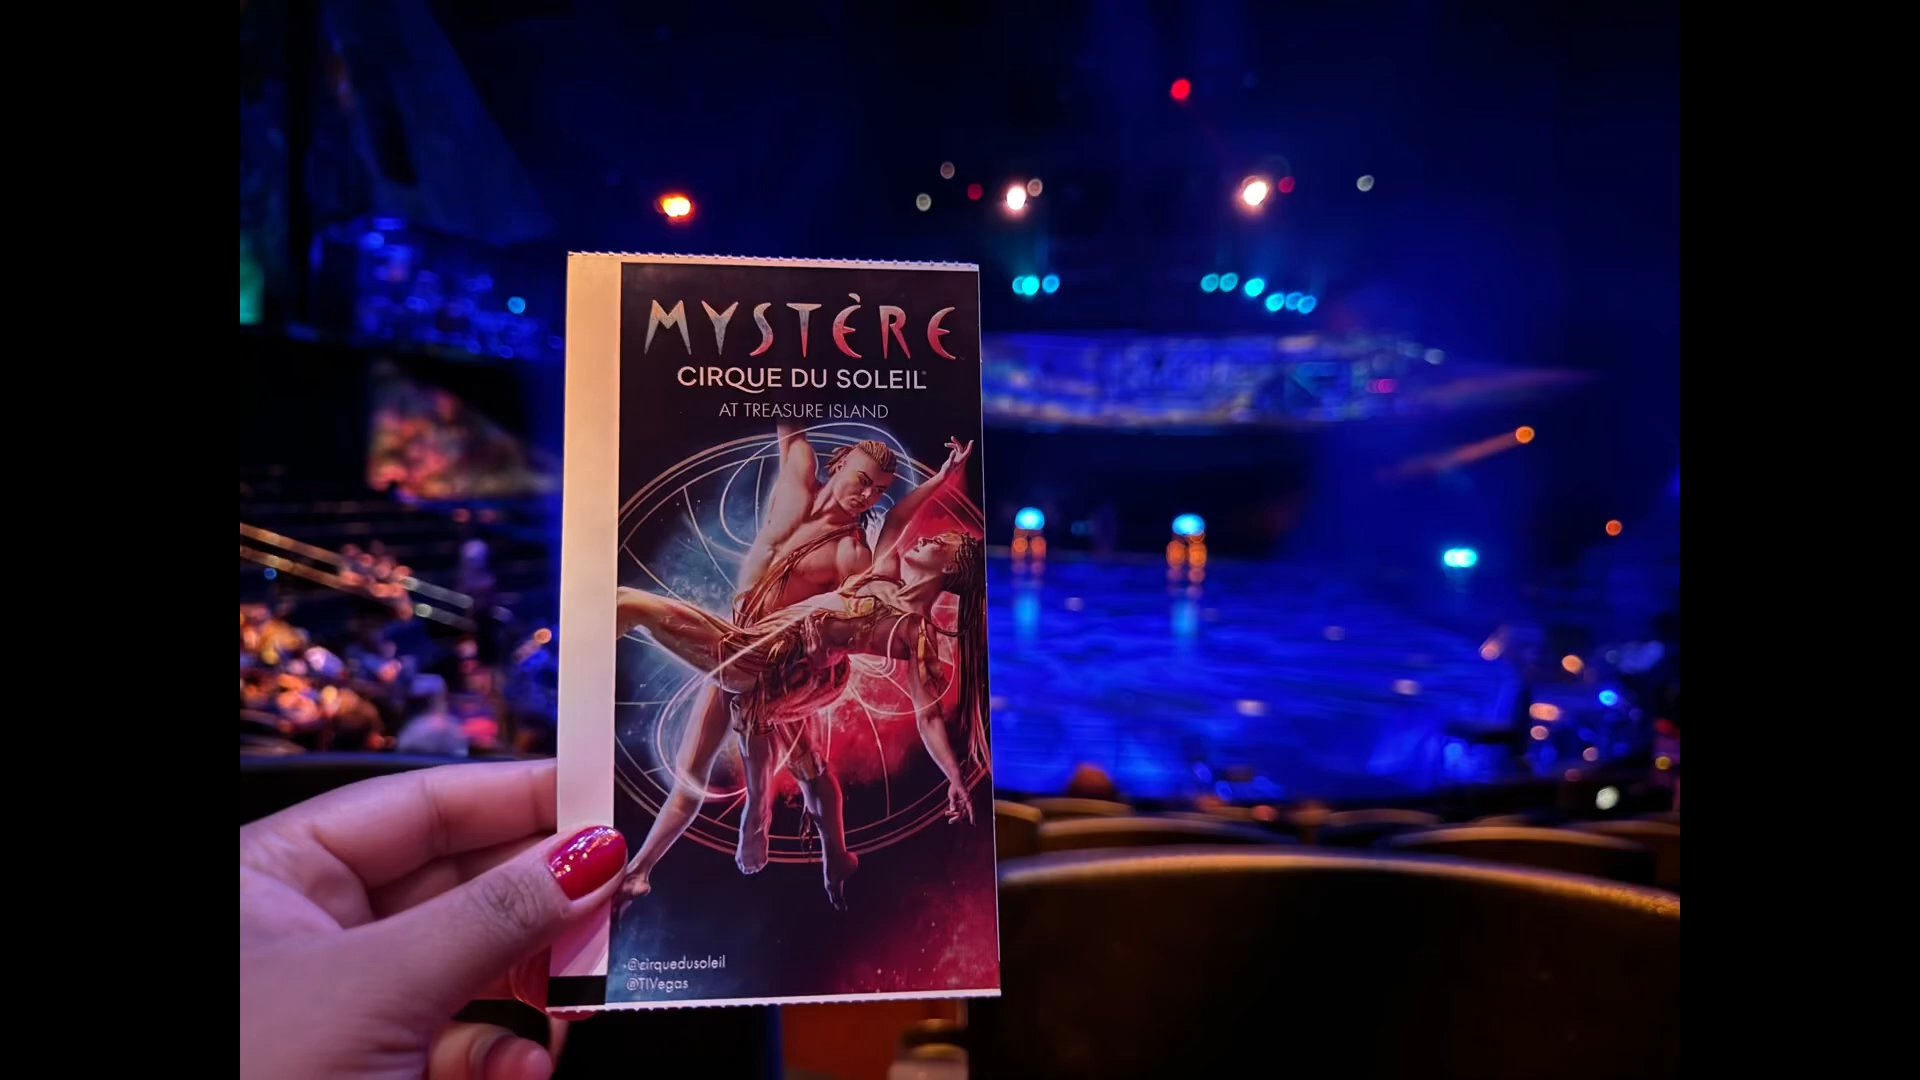 MYSTÈRE
CIRQUE DU SOLEIL
AT TREASURE ISLAND
@cirquedusoleil
@TIVegas